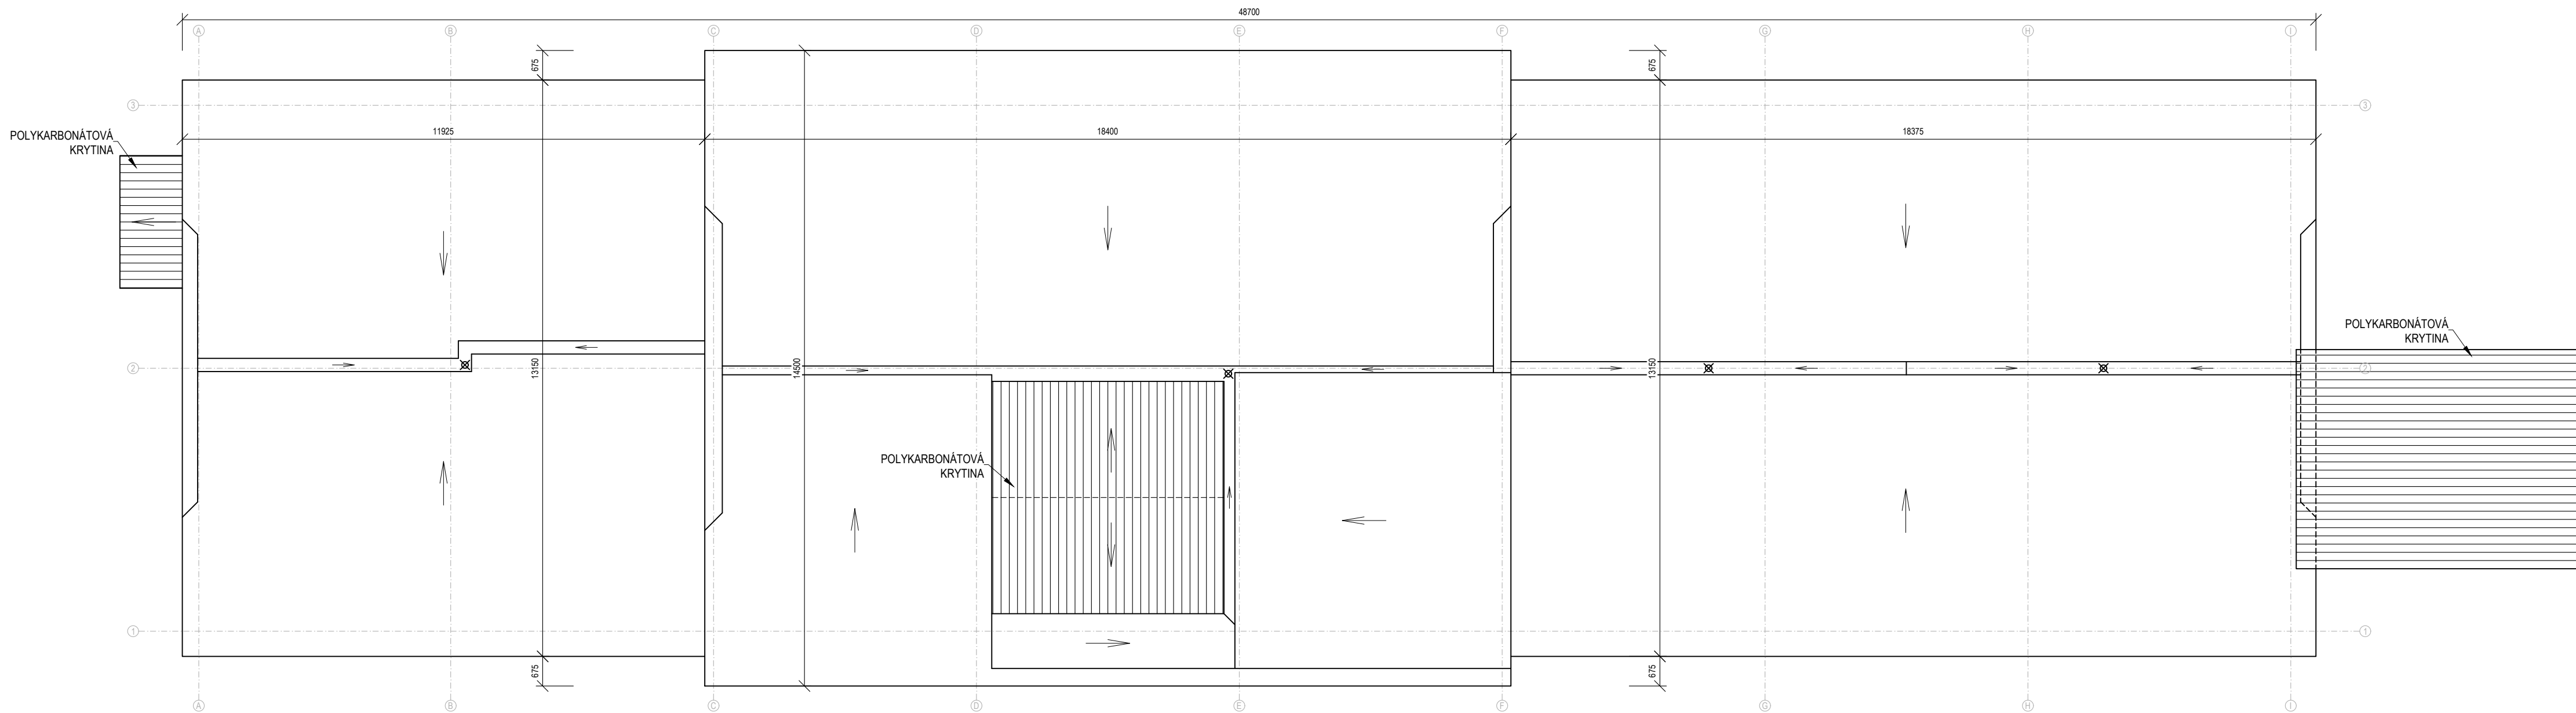 48700
A B C D E F G H I
675 675
3 3
11925 18400 18375
POLYKARBONÁTOVÁ
KRYTINA
POLYKARBONÁTOVÁ
KRYTINA
2 13150 14500 13150 2
POLYKARBONÁTOVÁ
KRYTINA
1 1
675 675
A B C D E F G H I